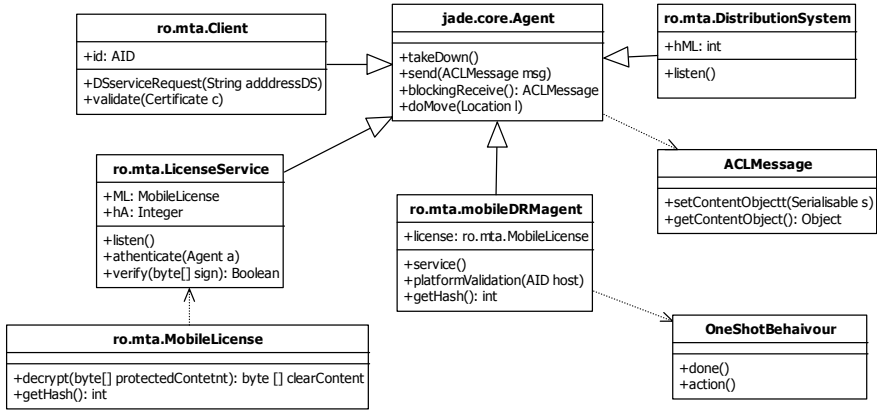 ro.mta.Client
+id: AID
+DSserviceRequest(String adddressDS)
+validate(Certificate c)
jade.core.Agent
+takeDown()
+send(ACLMessage msg)
+blockingReceive(): ACLMessage
+doMove(Location l)
ro.mta.DistributionSystem
+hML: int
+listen()
ro.mta.LicenseService
+ML: MobileLicense
+hA: Integer
+listen()
+athenticate(Agent a)
+verify(byte[] sign): Boolean
ro.mta.mobileDRMagent
+license: ro.mta.MobileLicense
+service()
+platformValidation(AID host)
+getHash(): int
ACLMessage
+setContentObjectt(Serialisable s)
+getContentObject(): Object
ro.mta.MobileLicense
+decrypt(byte[] protectedContetnt): byte [] clearContent
+getHash(): int
OneShotBehaivour
+done()
+action()